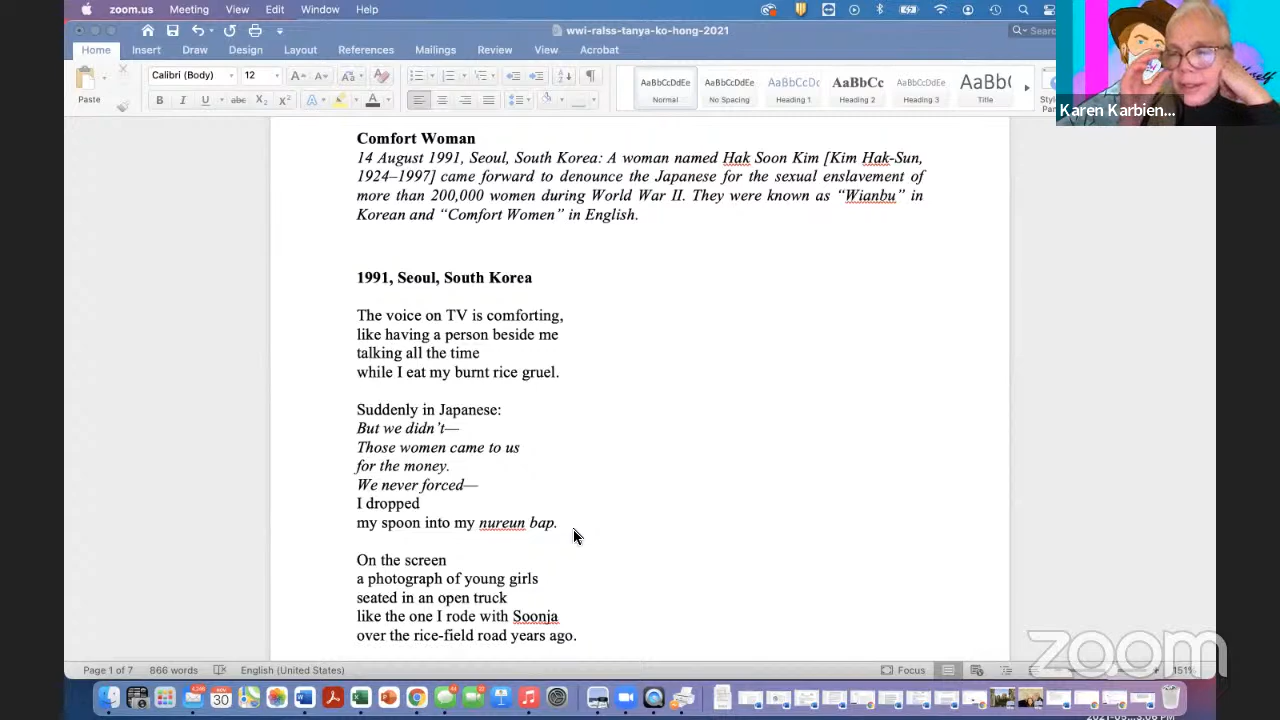 zoom.us Meeting View Edit Window Help
wwi-ralss-tanya-ko-hong-2021
Home Insert Draw Design Layout References Mailings Review View Acrobat
Paste
Calibri (Body) 12
AaBbCcDdEe AaBbCcDdEe AaBbCcDc AaBbCc AaBbCcDdEe AaBb(
Normal No Spacing Heading 1 Heading 2 Heading 3 Title
Karen Karbien...
Comfort Woman
14 August 1991, Seoul, South Korea: A woman named Hak Soon Kim [Kim Hak-Sun,
1924–1997] came forward to denounce the Japanese for the sexual enslavement of
more than 200,000 women during World War II. They were known as “Wianbu” in
Korean and “Comfort Women” in English.
1991, Seoul, South Korea
The voice on TV is comforting,
like having a person beside me
talking all the time
while I eat my burnt rice gruel.
Suddenly in Japanese:
But we didn’t—
Those women came to us
for the money.
We never forced—
I dropped
my spoon into my nureun bap.
On the screen
a photograph of young girls
seated in an open truck
like the one I rode with Soonja
over the rice-field road years ago.
zoom
Page 1 of 7 866 words English (United States) Focus 151%